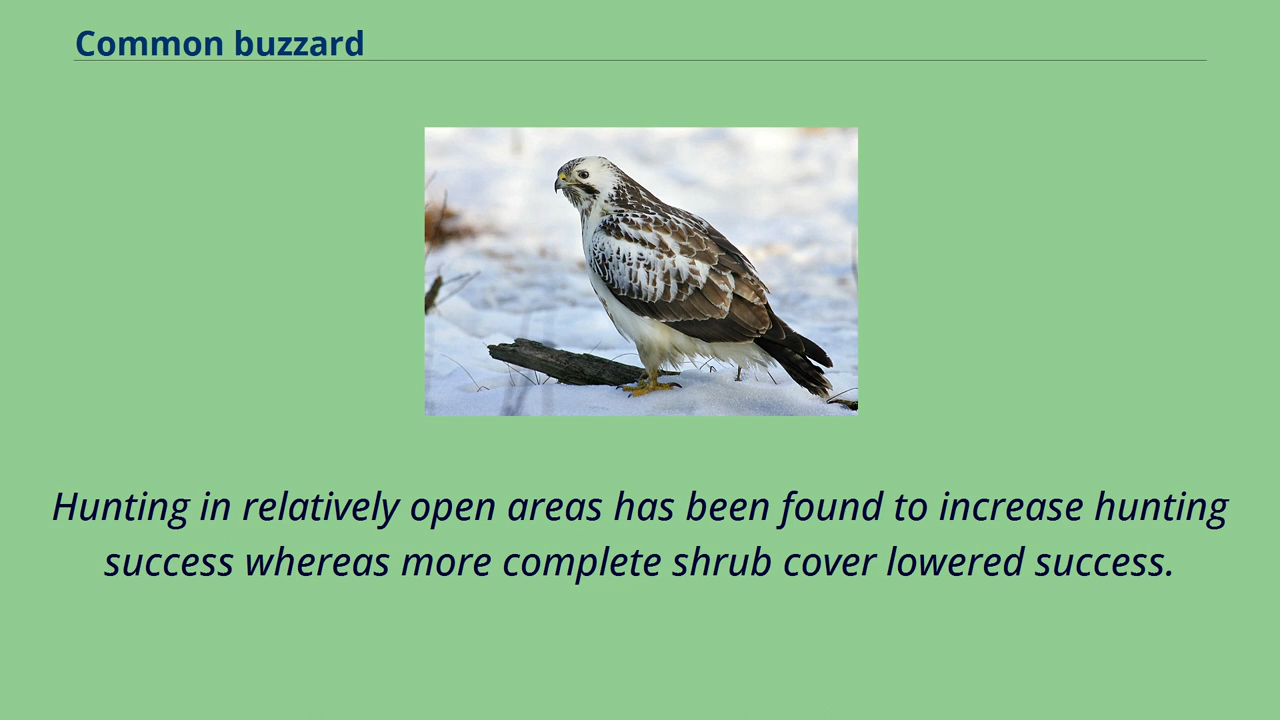 Common buzzard
Hunting in relatively open areas has been found to increase hunting
success whereas more complete shrub cover lowered success.